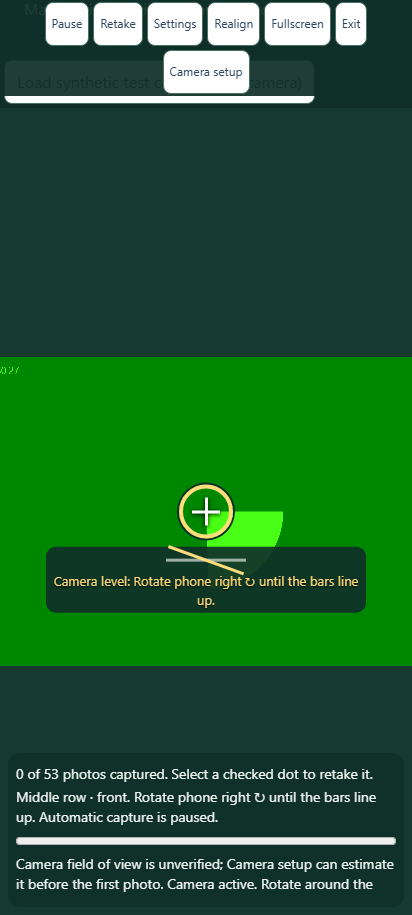 Pause Retake Settings Realign Fullscreen Exit
Camera setup
Load synthetic test camera)
Camera level: Rotate phone right ↻ until the bars line
up.
0 of 53 photos captured. Select a checked dot to retake it.
Middle row · front. Rotate phone right ↻ until the bars line
up. Automatic capture is paused.
Camera field of view is unverified; Camera setup can estimate
it before the first photo. Camera active. Rotate around the